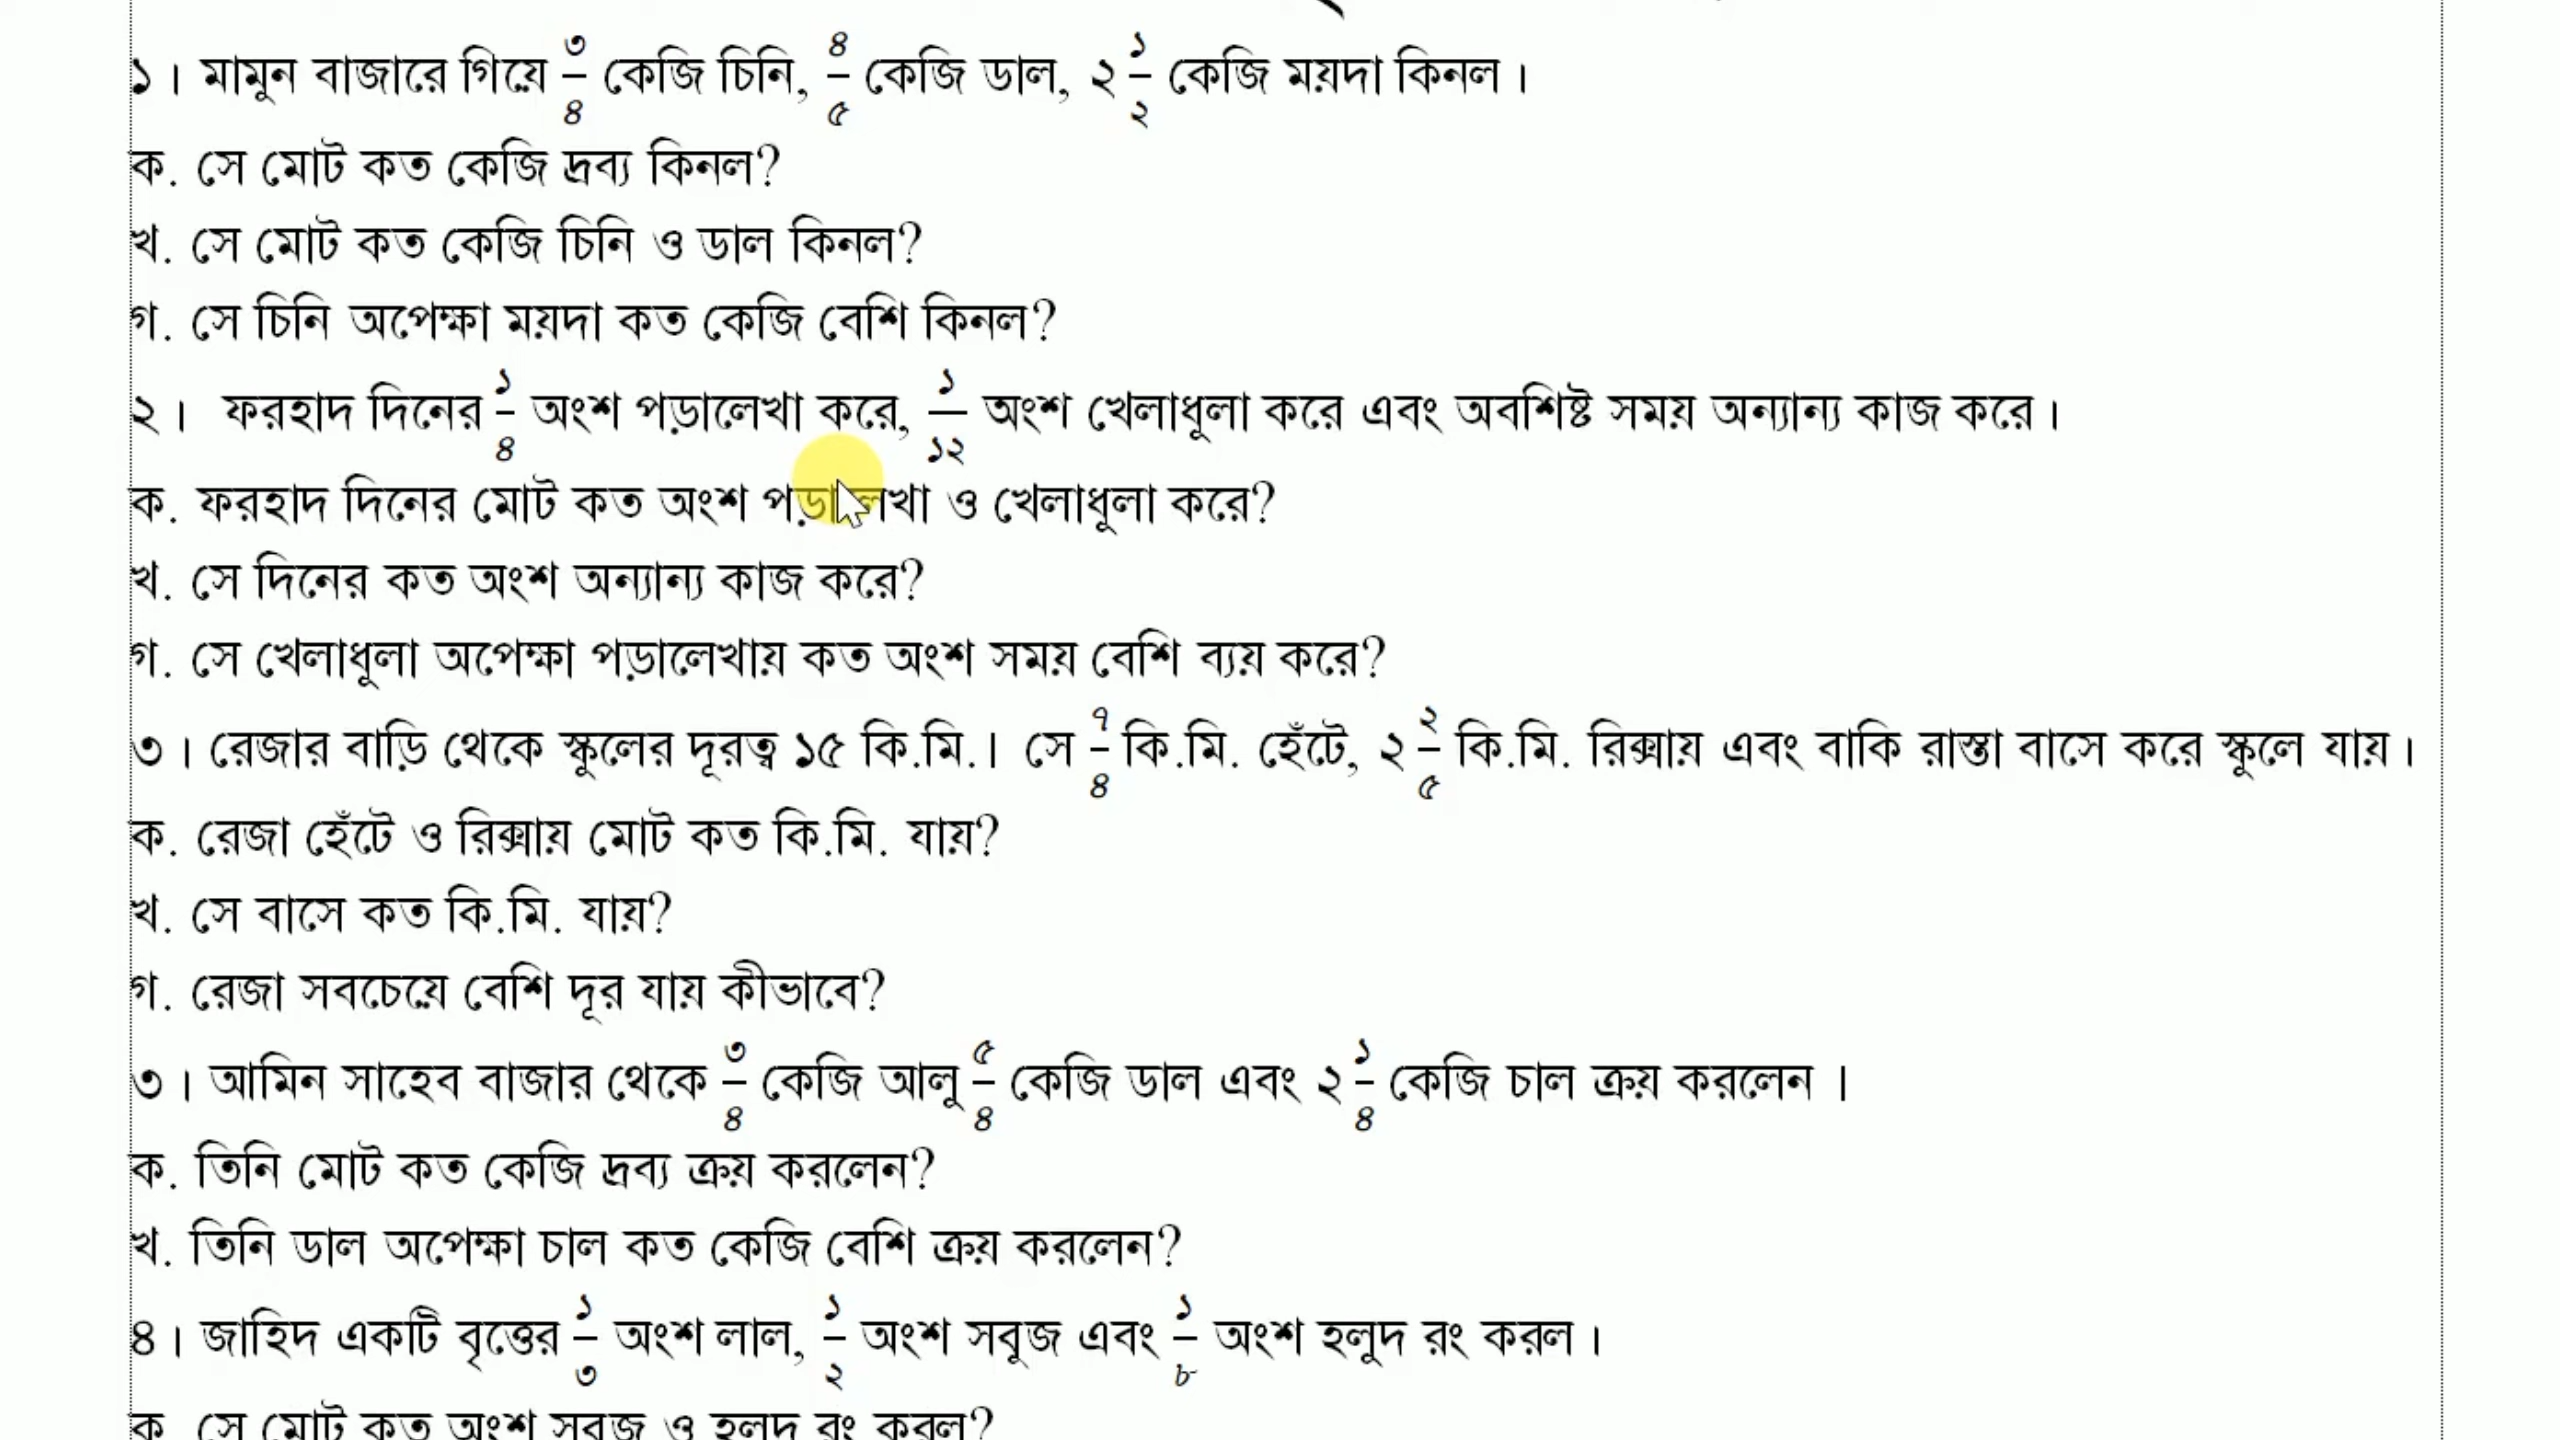 ১। মামুন বাজারে গিয়ে ৩/৪ কেজি চিনি, ৪/৫ কেজি ডাল, ২ ১/২ কেজি ময়দা কিনল।
ক. সে মোট কত কেজি দ্রব্য কিনল?
খ. সে মোট কত কেজি চিনি ও ডাল কিনল?
গ. সে চিনি অপেক্ষা ময়দা কত কেজি বেশি কিনল?
২। ফরহাদ দিনের ১/৪ অংশ পড়ালেখা করে, ১/১২ অংশ খেলাধূলা করে এবং অবশিষ্ট সময় অন্যান্য কাজ করে।
ক. ফরহাদ দিনের মোট কত অংশ পড়ালেখা ও খেলাধূলা করে?
খ. সে দিনের কত অংশ অন্যান্য কাজ করে?
গ. সে খেলাধূলা অপেক্ষা পড়ালেখায় কত অংশ সময় বেশি ব্যয় করে?
৩। রেজার বাড়ি থেকে স্কুলের দূরত্ব ১৫ কি.মি.। সে ৭/৪ কি.মি. হেঁটে, ২ ২/৫ কি.মি. রিক্সায় এবং বাকি রাস্তা বাসে করে স্কুলে যায়।
ক. রেজা হেঁটে ও রিক্সায় মোট কত কি.মি. যায়?
খ. সে বাসে কত কি.মি. যায়?
গ. রেজা সবচেয়ে বেশি দূর যায় কীভাবে?
৩। আমিন সাহেব বাজার থেকে ৩/৪ কেজি আলু ৫/৪ কেজি ডাল এবং ২ ১/৪ কেজি চাল ক্রয় করলেন।
ক. তিনি মোট কত কেজি দ্রব্য ক্রয় করলেন?
খ. তিনি ডাল অপেক্ষা চাল কত কেজি বেশি ক্রয় করলেন?
৪। জাহিদ একটি বৃত্তের ১/৩ অংশ লাল, ১/২ অংশ সবুজ এবং ১/৮ অংশ হলুদ রং করল।
ক. সে মোট কত অংশ সবুজ ও হলুদ রং করল?